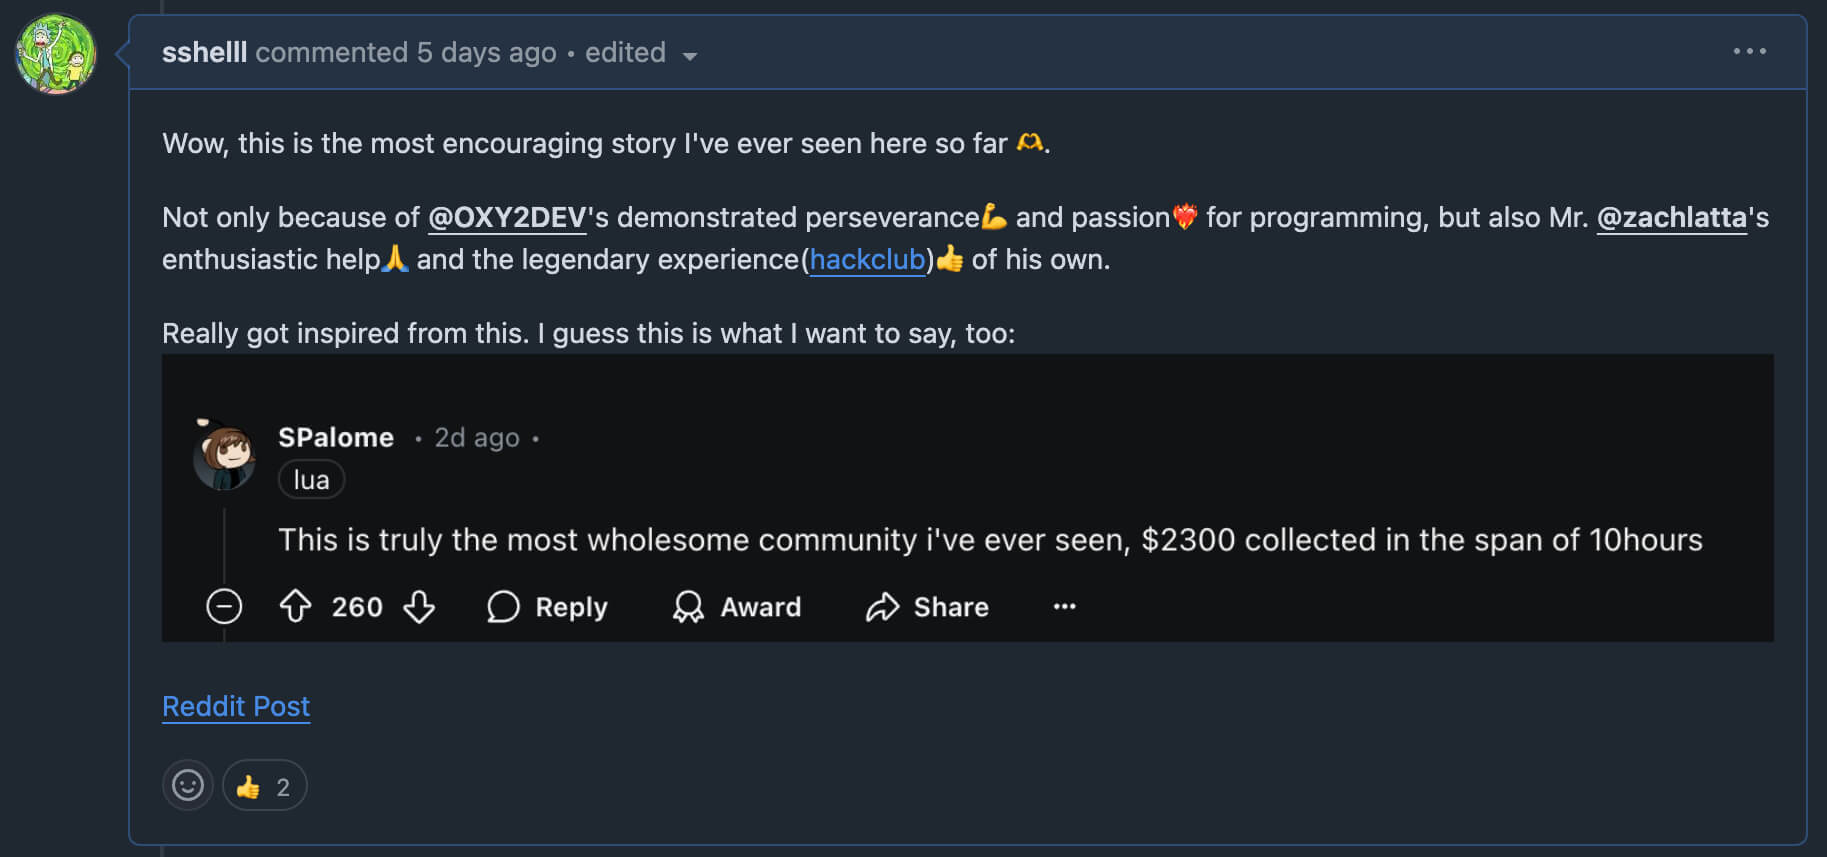 sshelll commented 5 days ago • edited
Wow, this is the most encouraging story I've ever seen here so far 🫶.
Not only because of @OXY2DEV's demonstrated perseverance💪 and passion❤️‍🔥 for programming, but also Mr. @zachlatta's
enthusiastic help🙏 and the legendary experience(hackclub)👍 of his own.
Really got inspired from this. I guess this is what I want to say, too:
SPalome • 2d ago •
lua
This is truly the most wholesome community i've ever seen, $2300 collected in the span of 10hours
260 Reply Award Share ...
Reddit Post
👍 2